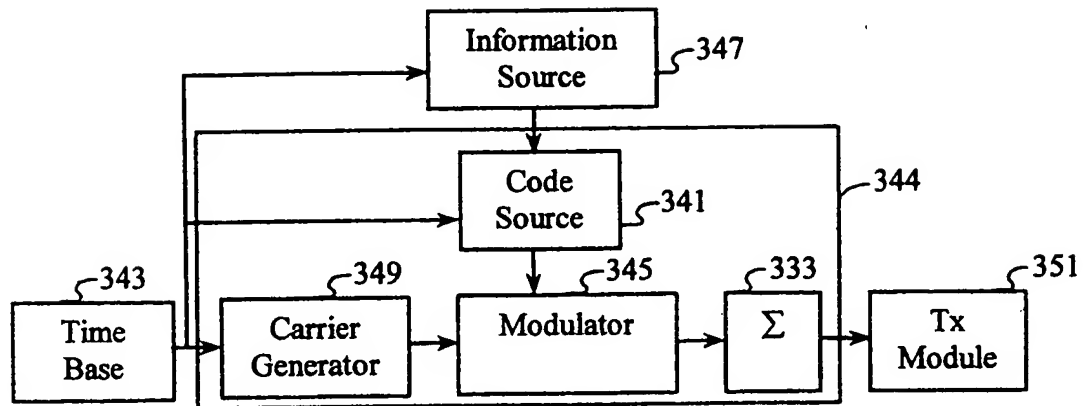 Information
Source
347
Code
Source
341
344
343
349
345
333
351
Time
Base
Carrier
Generator
Modulator
Σ
Tx
Module